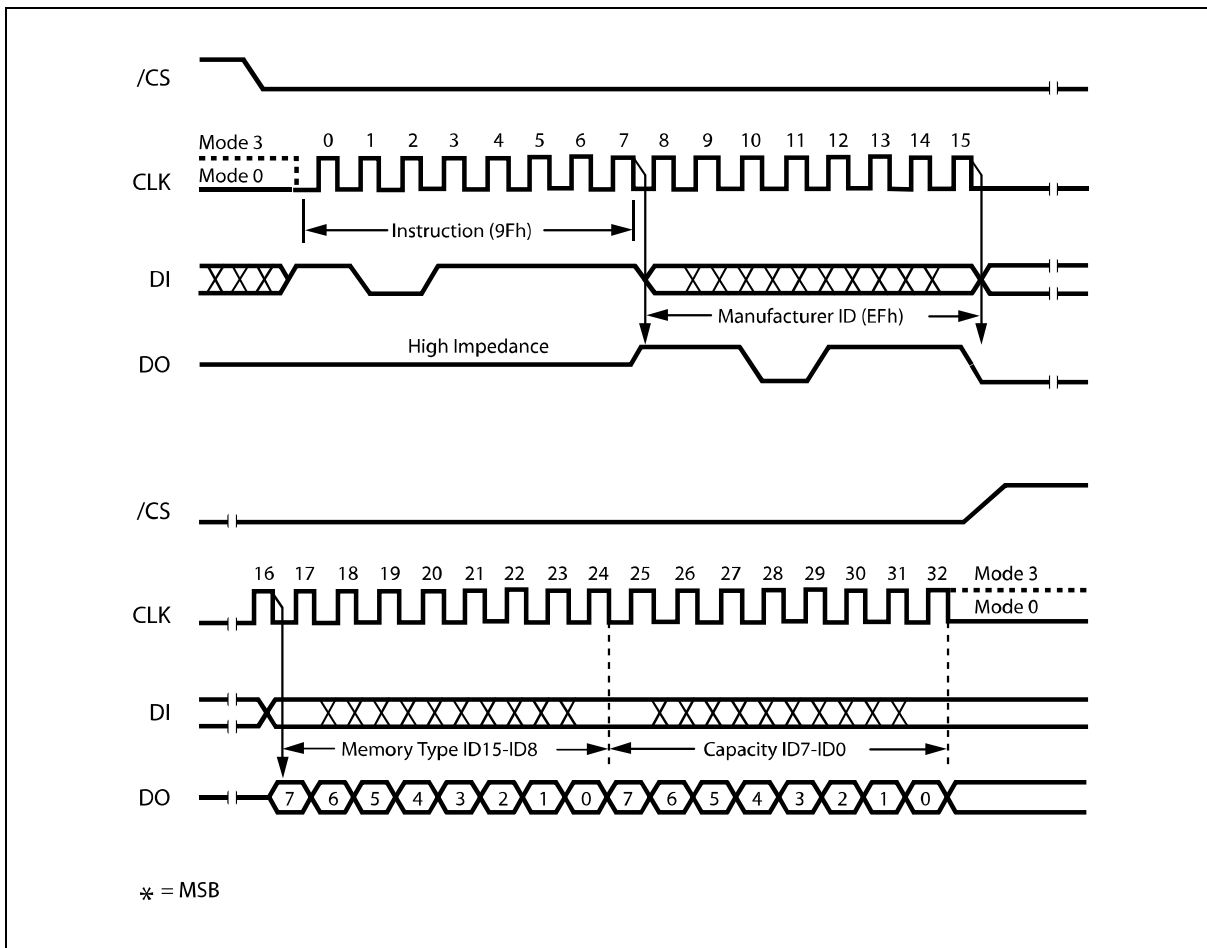 /CS
Mode 3
0 1 2 3 4 5 6 7 8 9 10 11 12 13 14 15
Mode 0
CLK
Instruction (9Fh)
DI
Manufacturer ID (EFh)
High Impedance
DO
/CS
16 17 18 19 20 21 22 23 24 25 26 27 28 29 30 31 32 Mode 3
Mode 0
CLK
DI
Memory Type ID15-ID8 Capacity ID7-ID0
DO 7 6 5 4 3 2 1 0 7 6 5 4 3 2 1 0
* = MSB